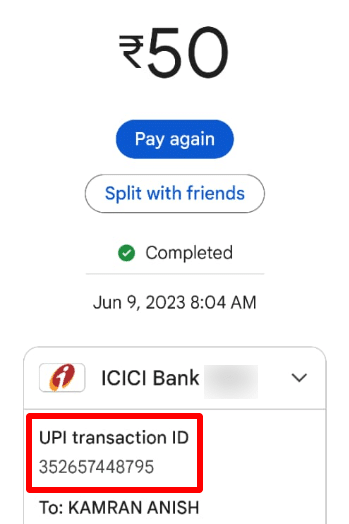 ₹50
Pay again
Split with friends
Completed
Jun 9, 2023 8:04 AM
ICICI Bank
UPI transaction ID
352657448795
To: KAMRAN ANISH